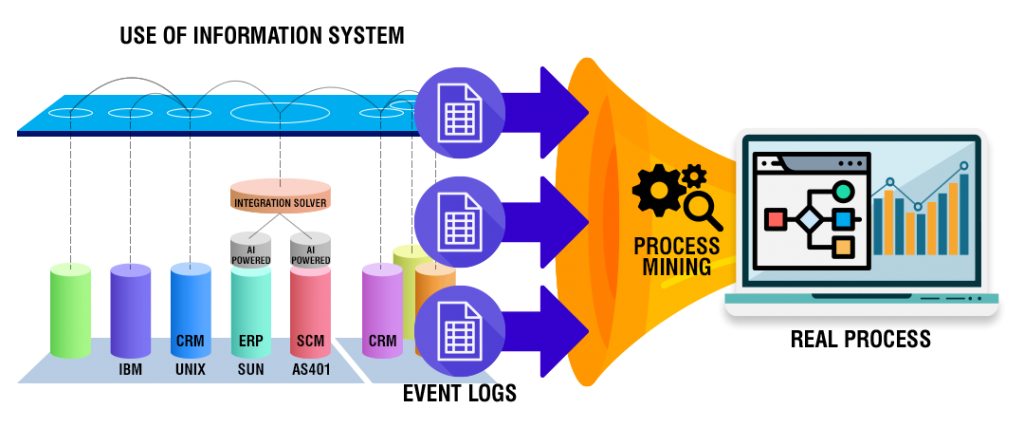 USE OF INFORMATION SYSTEM
INTEGRATION SOLVER
AI
POWERED
AI
POWERED
CRM
ERP
SCM
CRM
IBM
UNIX
SUN
AS401
EVENT LOGS
PROCESS
MINING
REAL PROCESS